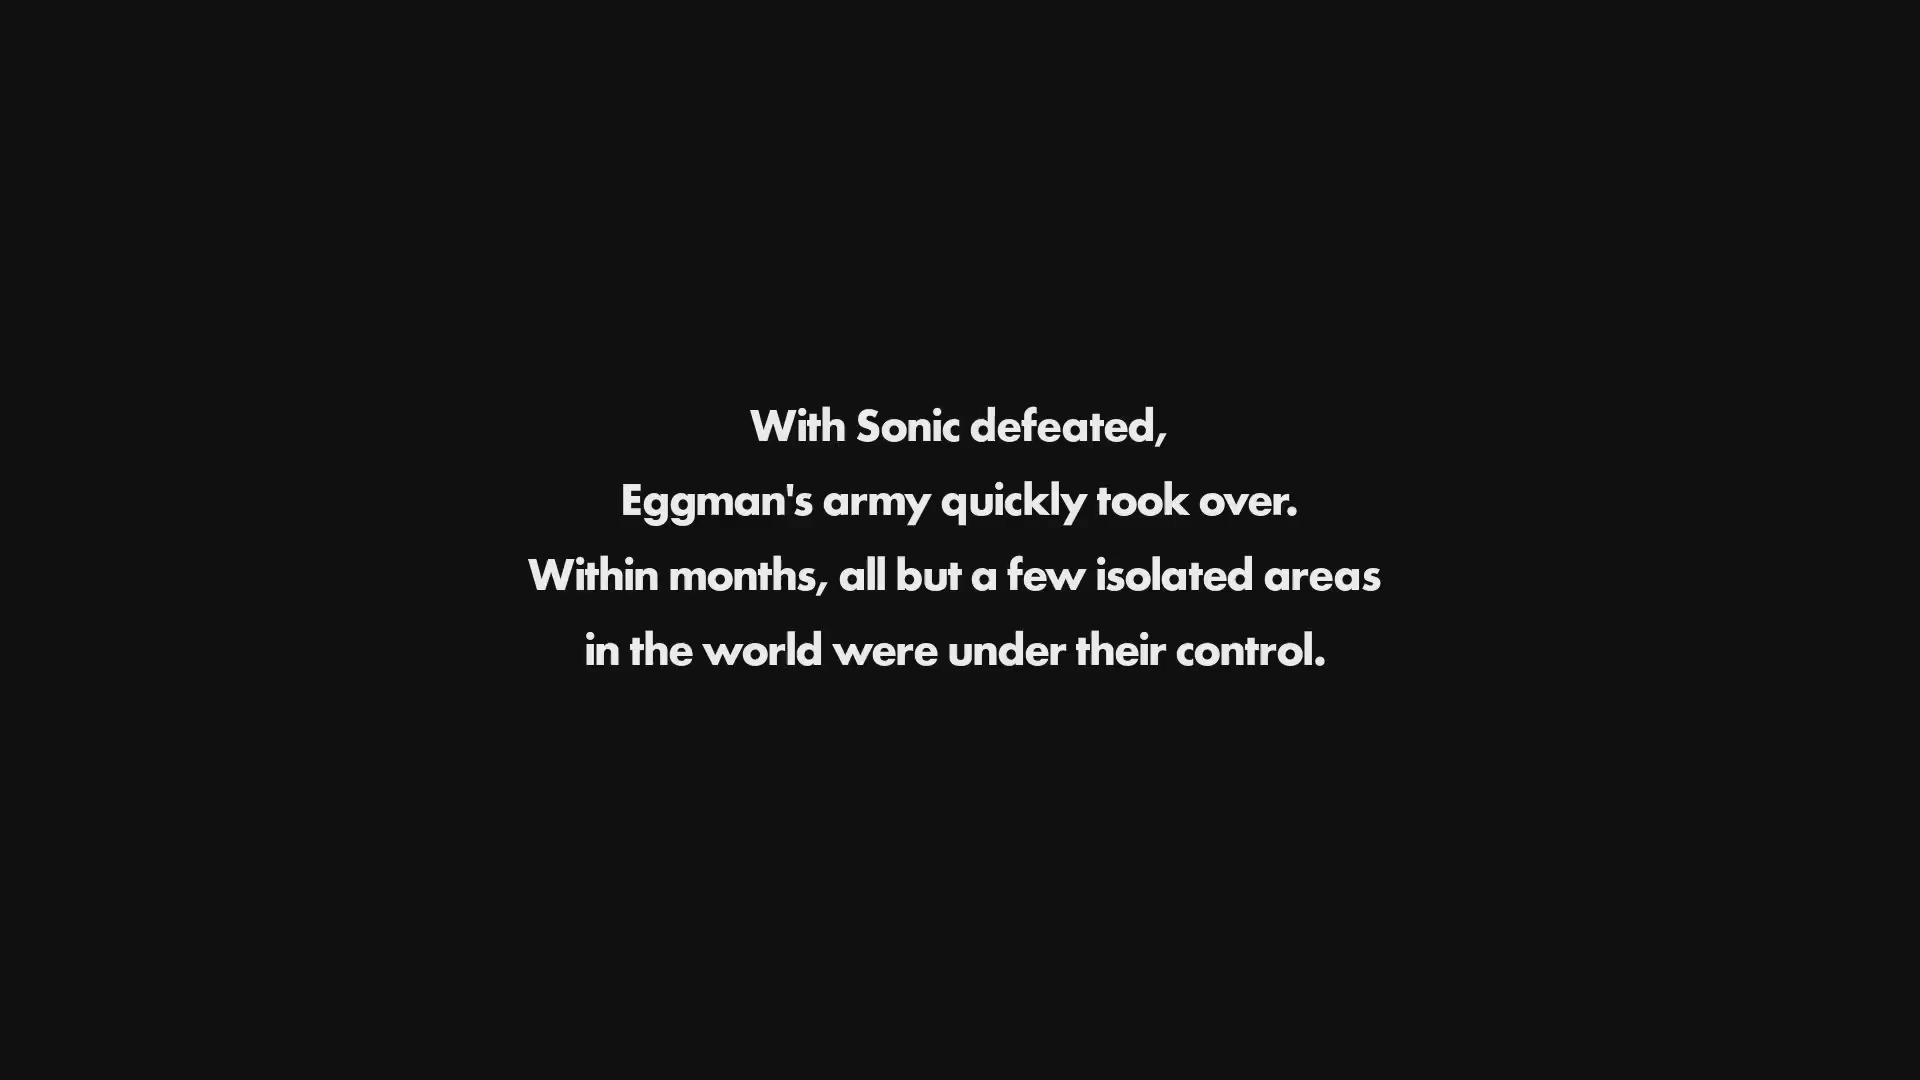 With Sonic defeated,
Eggman's army quickly took over.
Within months, all but a few isolated areas
in the world were under their control.